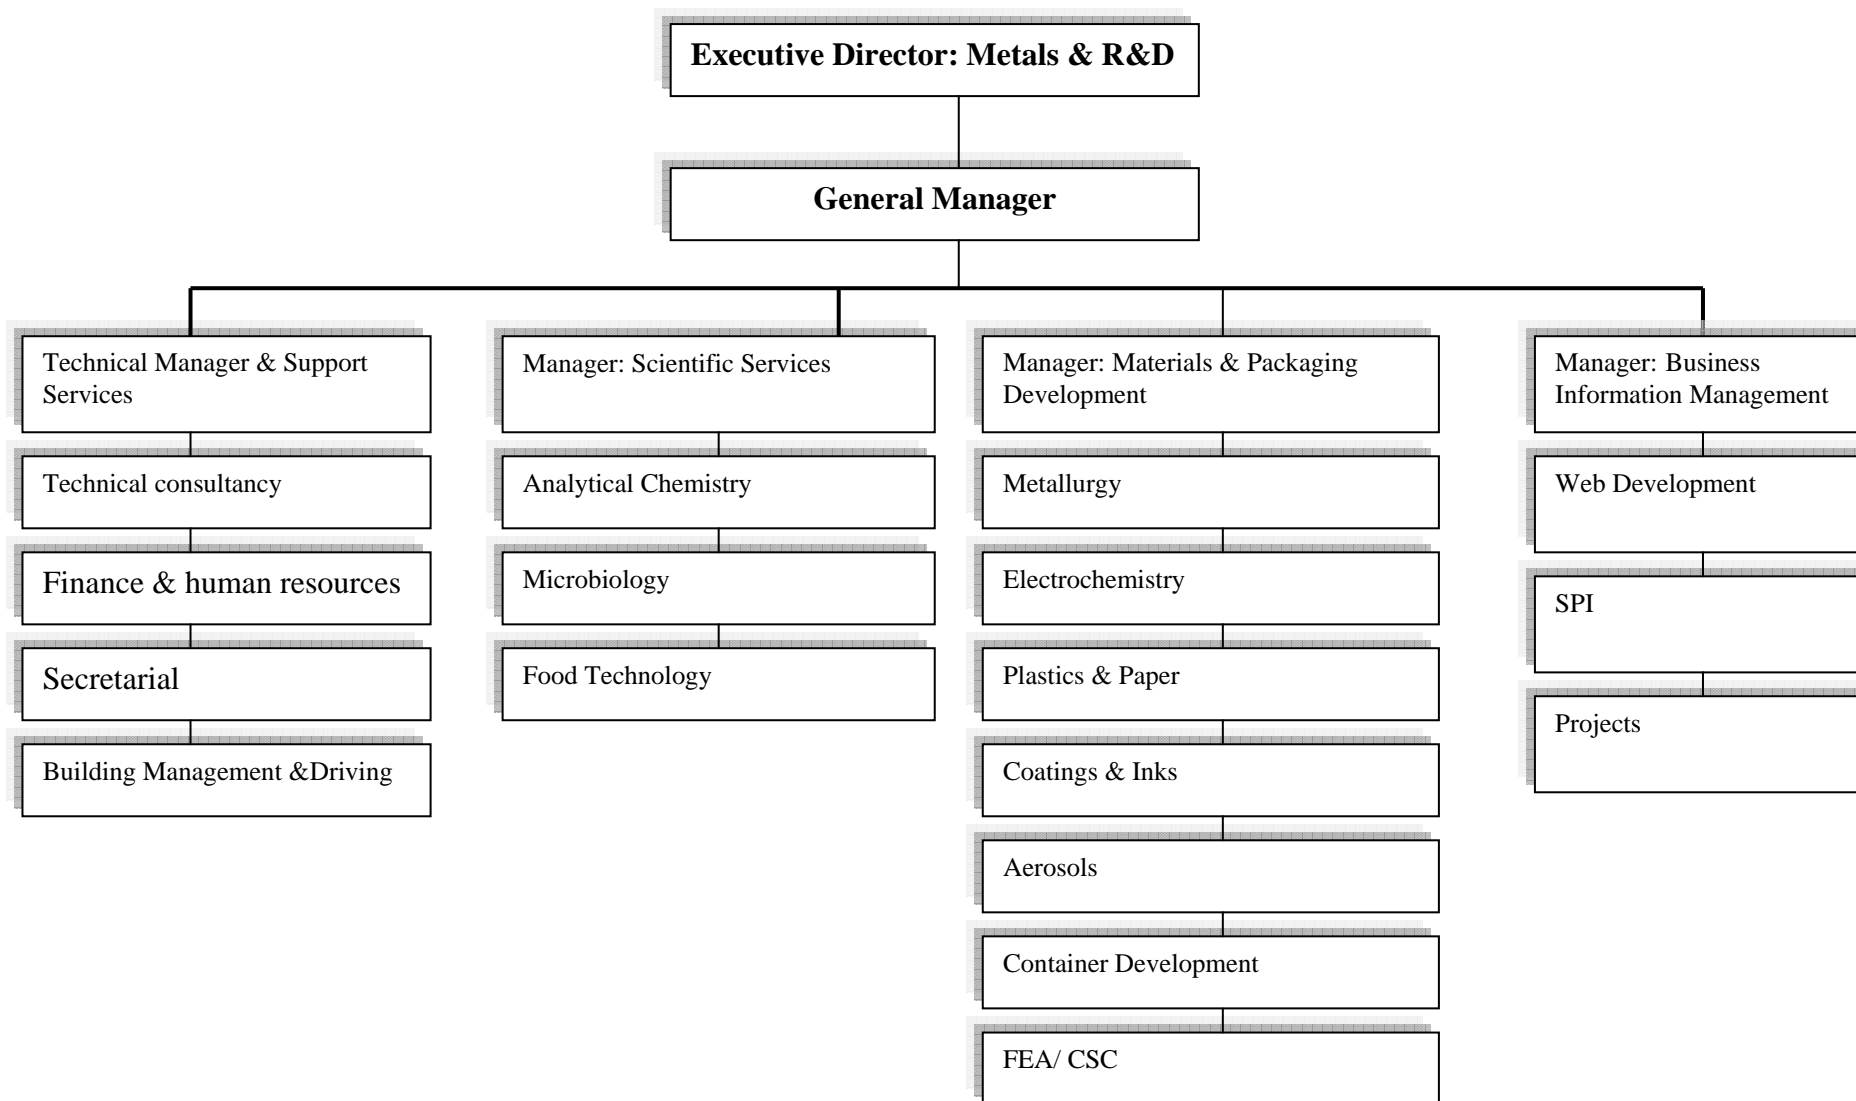 Executive Director: Metals & R&D
General Manager
Technical Manager & Support
Services
Technical consultancy
Finance & human resources
Secretarial
Building Management &Driving
Manager: Scientific Services
Analytical Chemistry
Microbiology
Food Technology
Manager: Materials & Packaging
Development
Metallurgy
Electrochemistry
Plastics & Paper
Coatings & Inks
Aerosols
Container Development
FEA/ CSC
Manager: Business
Information Management
Web Development
SPI
Projects